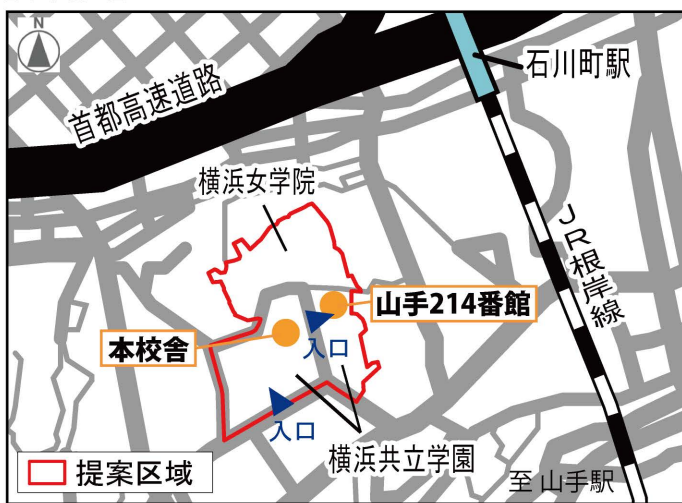 N
石川町駅
首都高速道路
横浜女学院
JR根岸線
山手214番館
本校舎
入口
入口
横浜共立学園
提案区域
至 山手駅